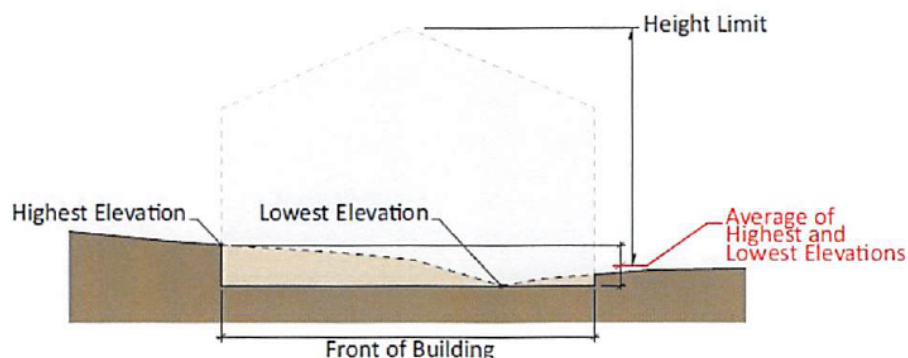 Height Limit
Highest Elevation
Lowest Elevation
Average of
Highest and
Lowest Elevations
Front of Building